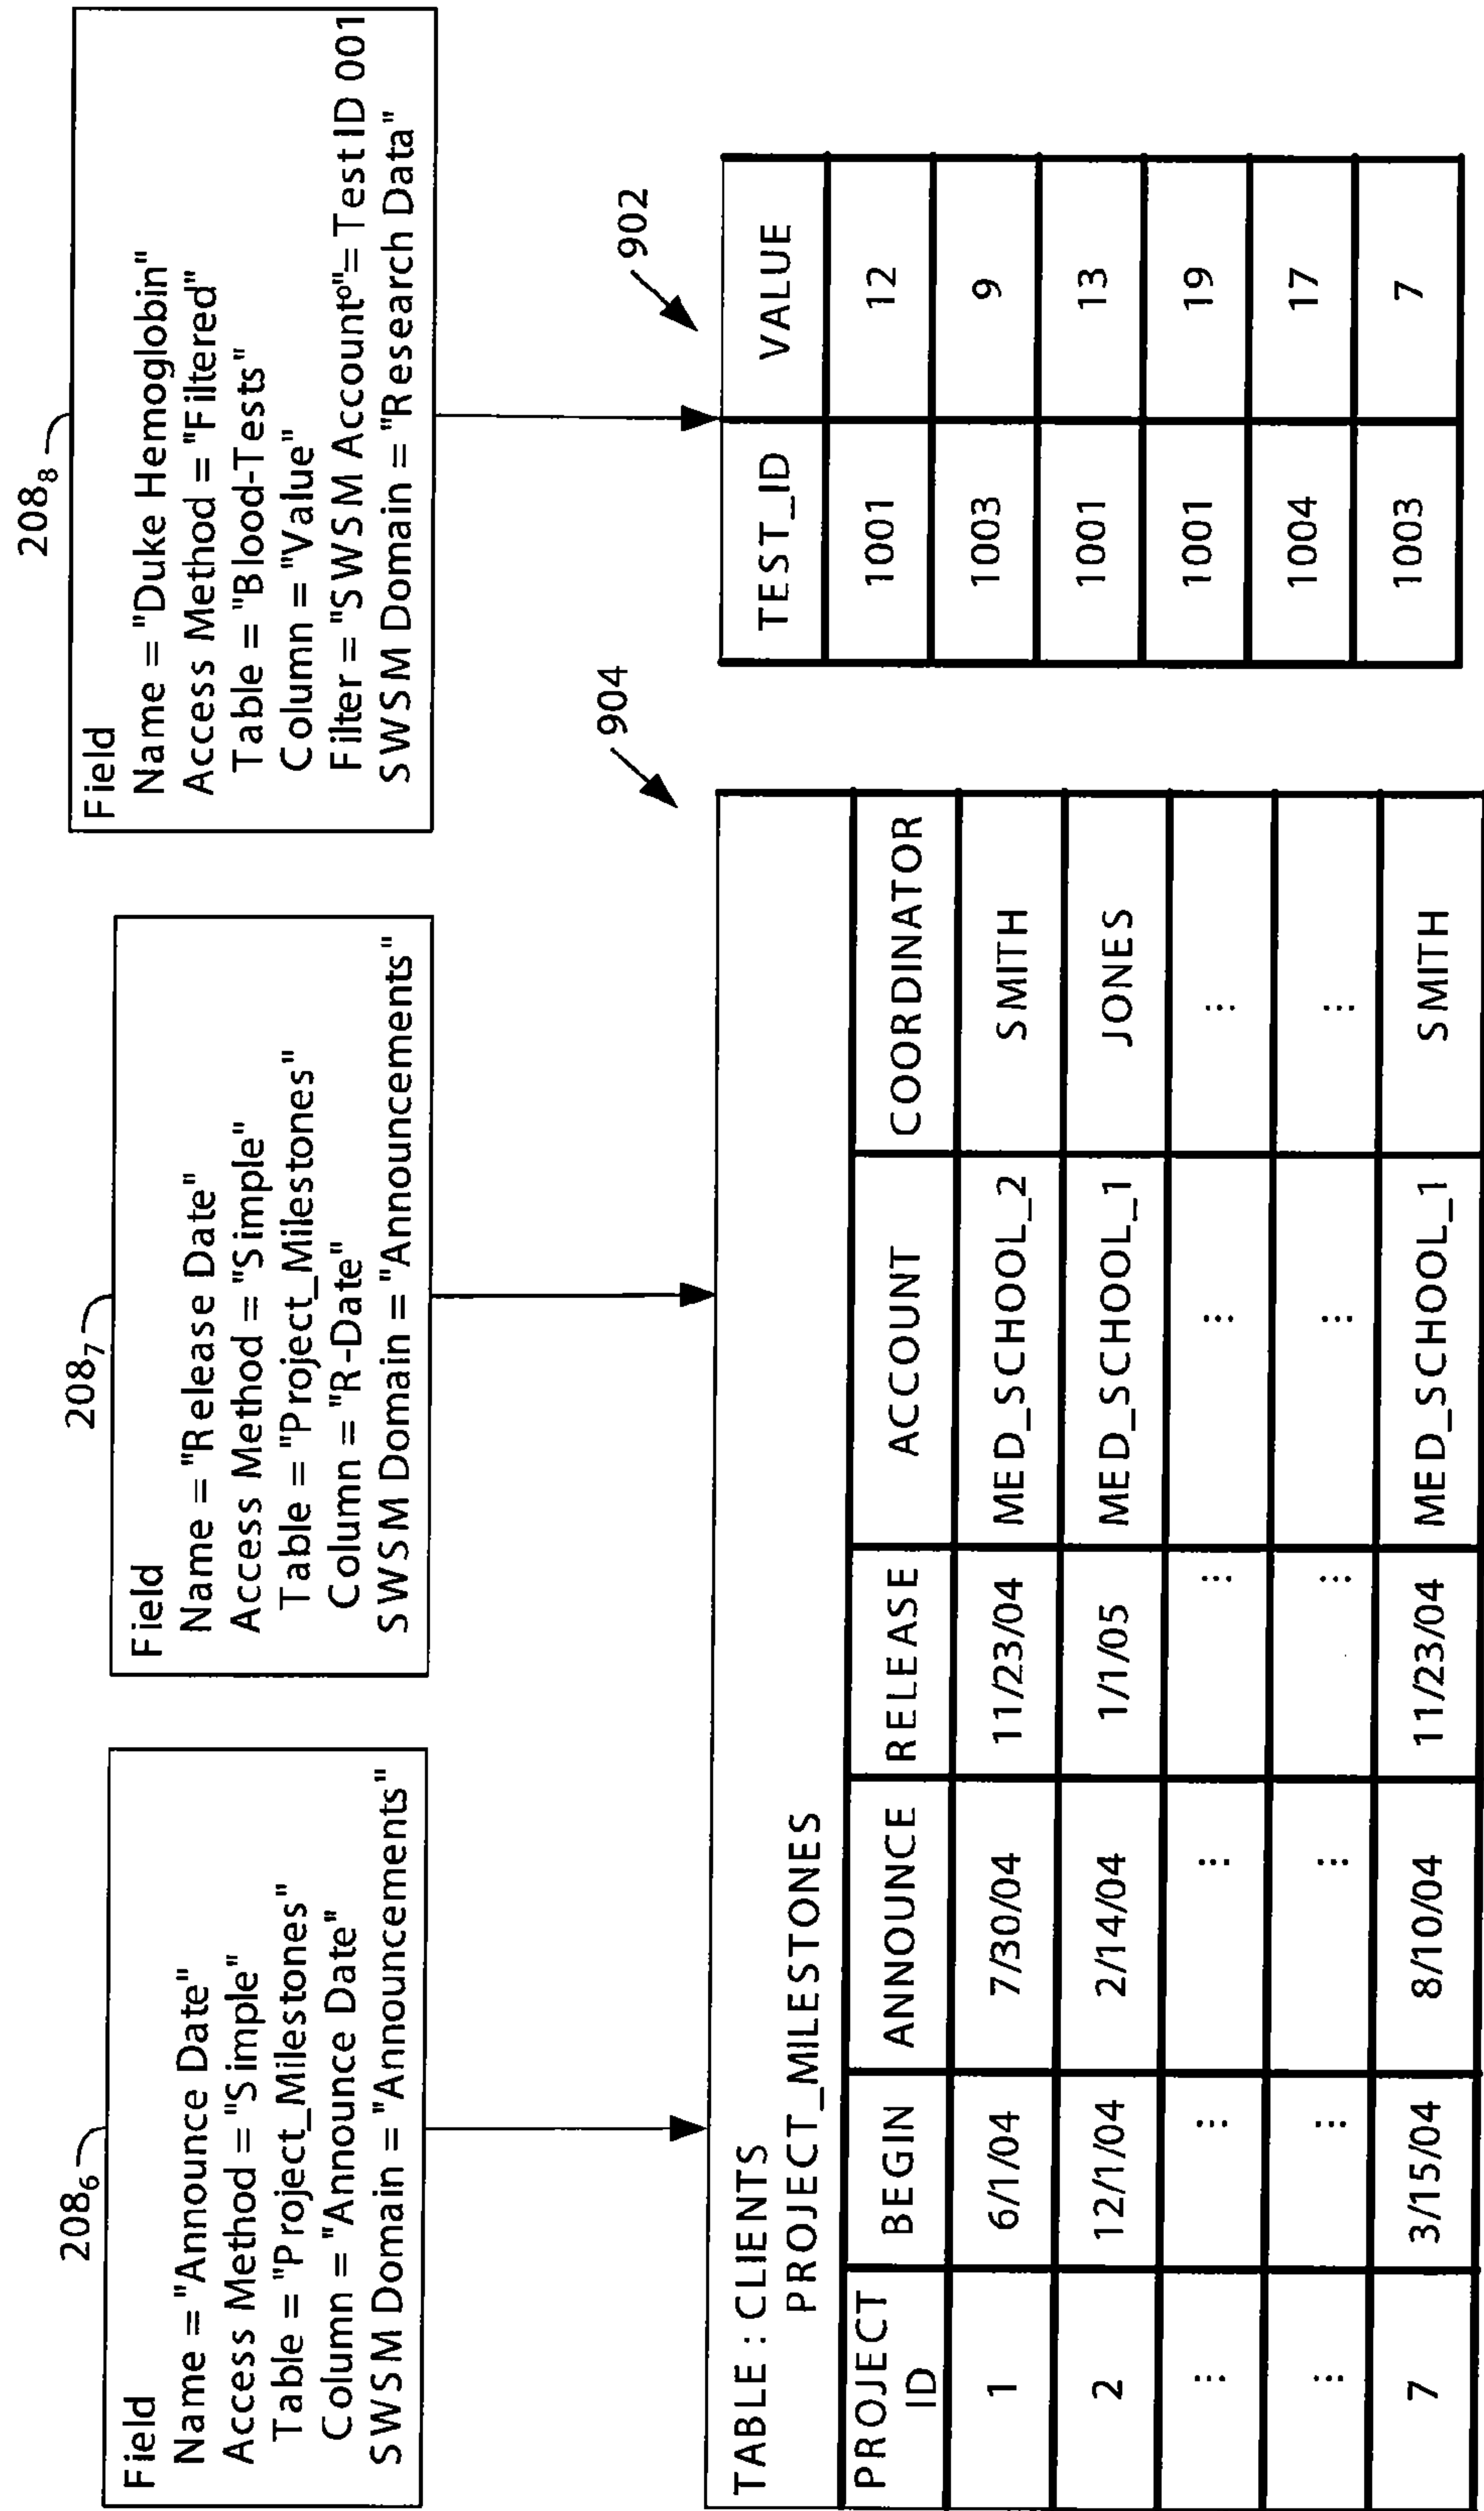 208₆
Field
Name = "Announce Date"
Access Method = "Simple"
Table = "Project_Milestones"
Column = "Announce Date"
SWSM Domain = "Announcements"
208₇
Field
Name = "Release Date"
Access Method = "Simple"
Table = "Project_Milestones"
Column = "R-Date"
SWSM Domain = "Announcements"
208₈
Field
Name = "Duke Hemoglobin"
Access Method = "Filtered"
Table = "Blood-Tests"
Column = "Value"
Filter = "SWSM Accountº"= Test ID 001
SWSM Domain = "Research Data"
904
TABLE : CLIENTS
PROJECT_MILESTONES
PROJECT ID BEGIN ANNOUNCE RELEASE ACCOUNT COORDINATOR
1 6/1/04 7/30/04 11/23/04 MED_SCHOOL_2 SMITH
2 12/1/04 2/14/04 1/1/05 MED_SCHOOL_1 JONES
⋮ ⋮ ⋮ ⋮ ⋮ ⋮
⋮ ⋮ ⋮ ⋮ ⋮ ⋮
7 3/15/04 8/10/04 11/23/04 MED_SCHOOL_1 SMITH
902
TEST_ID VALUE
1001 12
1003 9
1001 13
1001 19
1004 17
1003 7